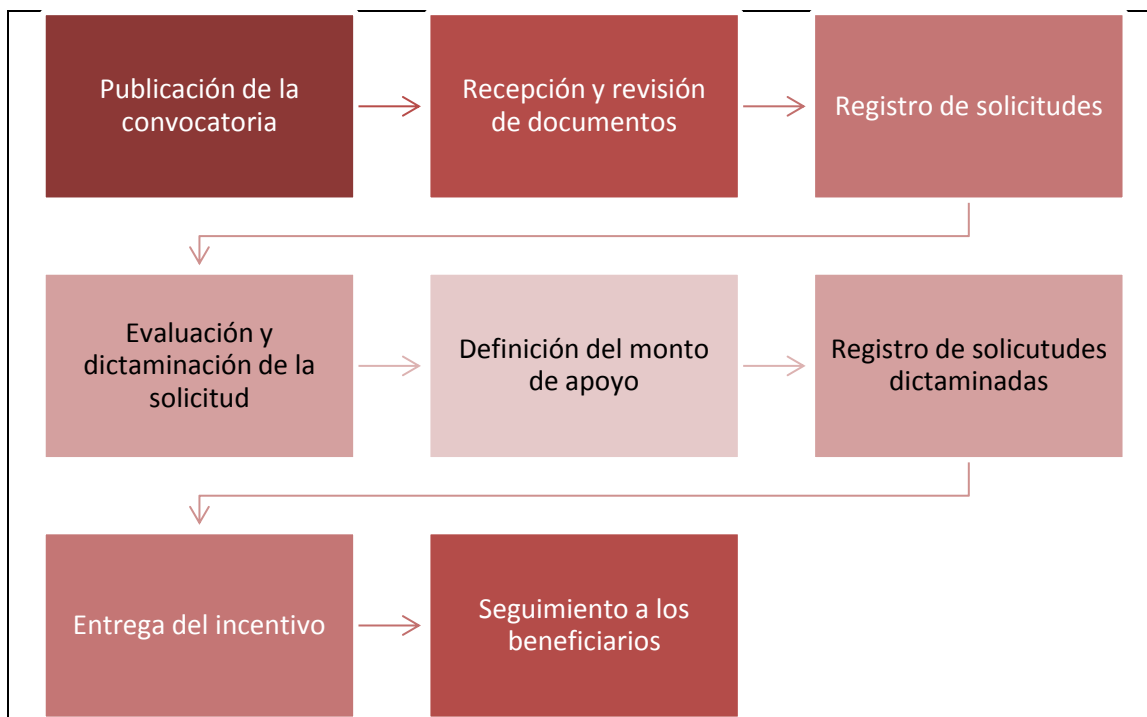 Publicación de la
convocatoria
Recepción y revisión
de documentos
Registro de solicitudes
Evaluación y
dictaminación de la
solicitud
Definición del monto
de apoyo
Registro de solicutudes
dictaminadas
Entrega del incentivo
Seguimiento a los
beneficiarios